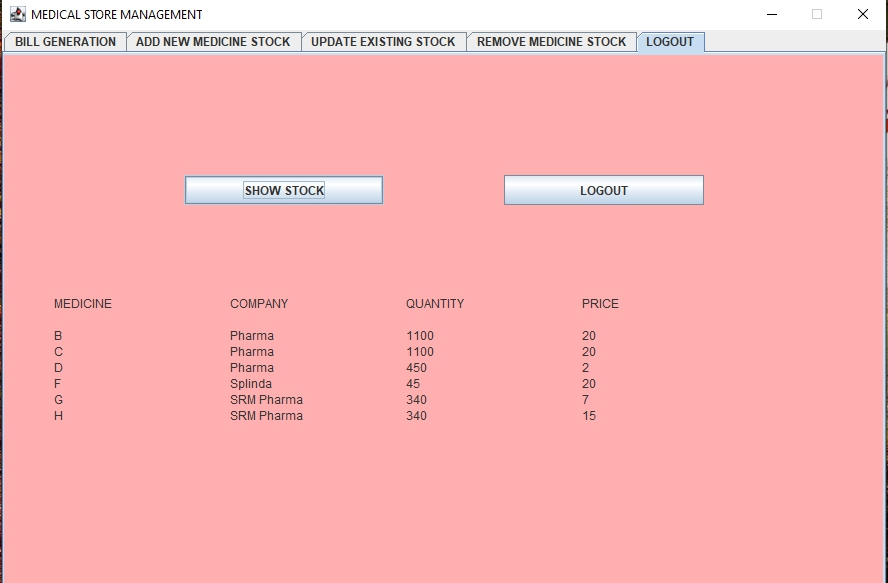 MEDICAL STORE MANAGEMENT
BILL GENERATION ADD NEW MEDICINE STOCK UPDATE EXISTING STOCK REMOVE MEDICINE STOCK LOGOUT
SHOW STOCK LOGOUT
MEDICINE COMPANY QUANTITY PRICE
B Pharma 1100 20
C Pharma 1100 20
D Pharma 450 2
F Splinda 45 20
G SRM Pharma 340 7
H SRM Pharma 340 15